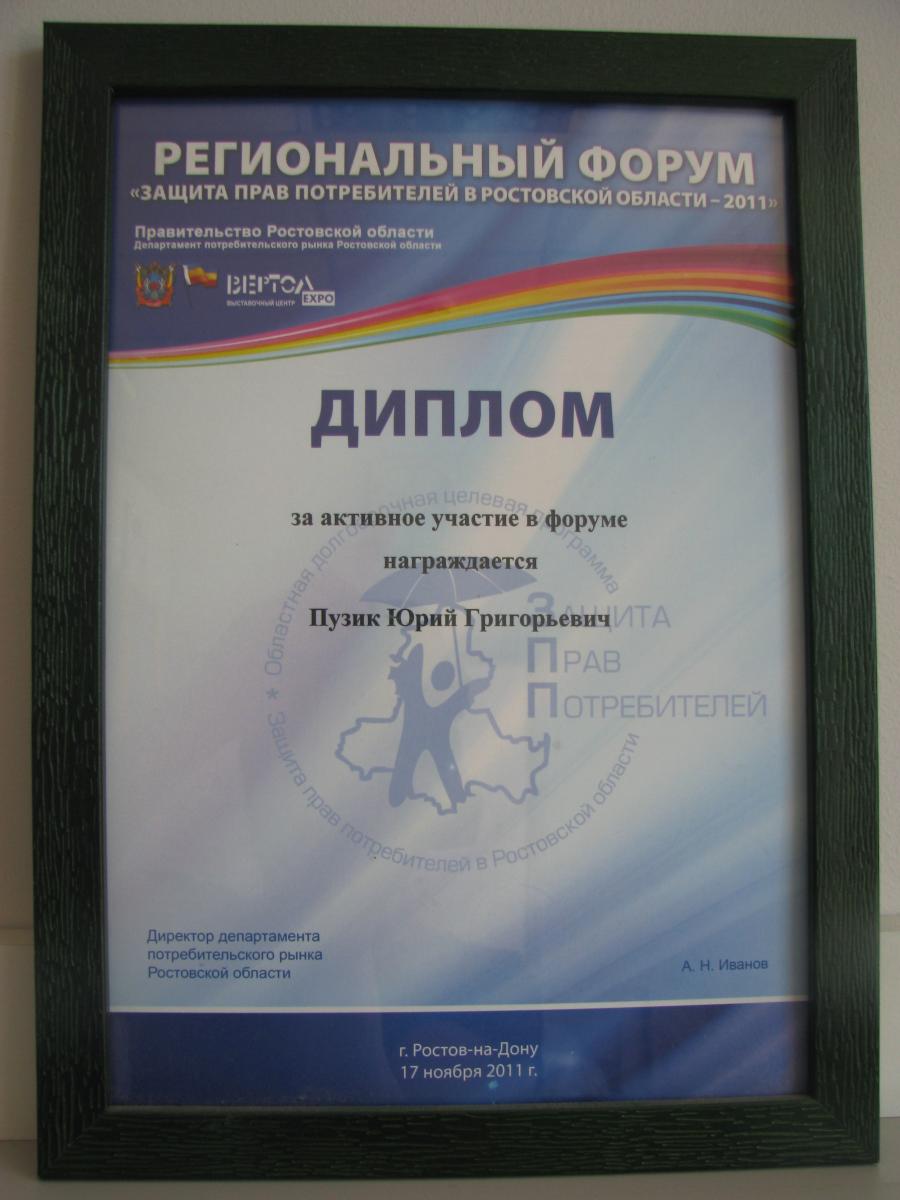 РЕГИОНАЛЬНЫЙ ФОРУМ
«ЗАЩИТА ПРАВ ПОТРЕБИТЕЛЕЙ В РОСТОВСКОЙ ОБЛАСТИ – 2011»
Правительство Ростовской области
Департамент потребительского рынка Ростовской области
ВЕРТОЛ
ВЫСТАВОЧНЫЙ ЦЕНТР EXPO
ДИПЛОМ
за активное участие в форуме
награждается
Пузик Юрий Григорьевич
Областная долгосрочная целевая программа
* Защита прав потребителей в Ростовской области
ЗАЩИТА
ПРАВ
ПОТРЕБИТЕЛЕЙ
Директор департамента
потребительского рынка
Ростовской области
А. Н. Иванов
г. Ростов-на-Дону
17 ноября 2011 г.